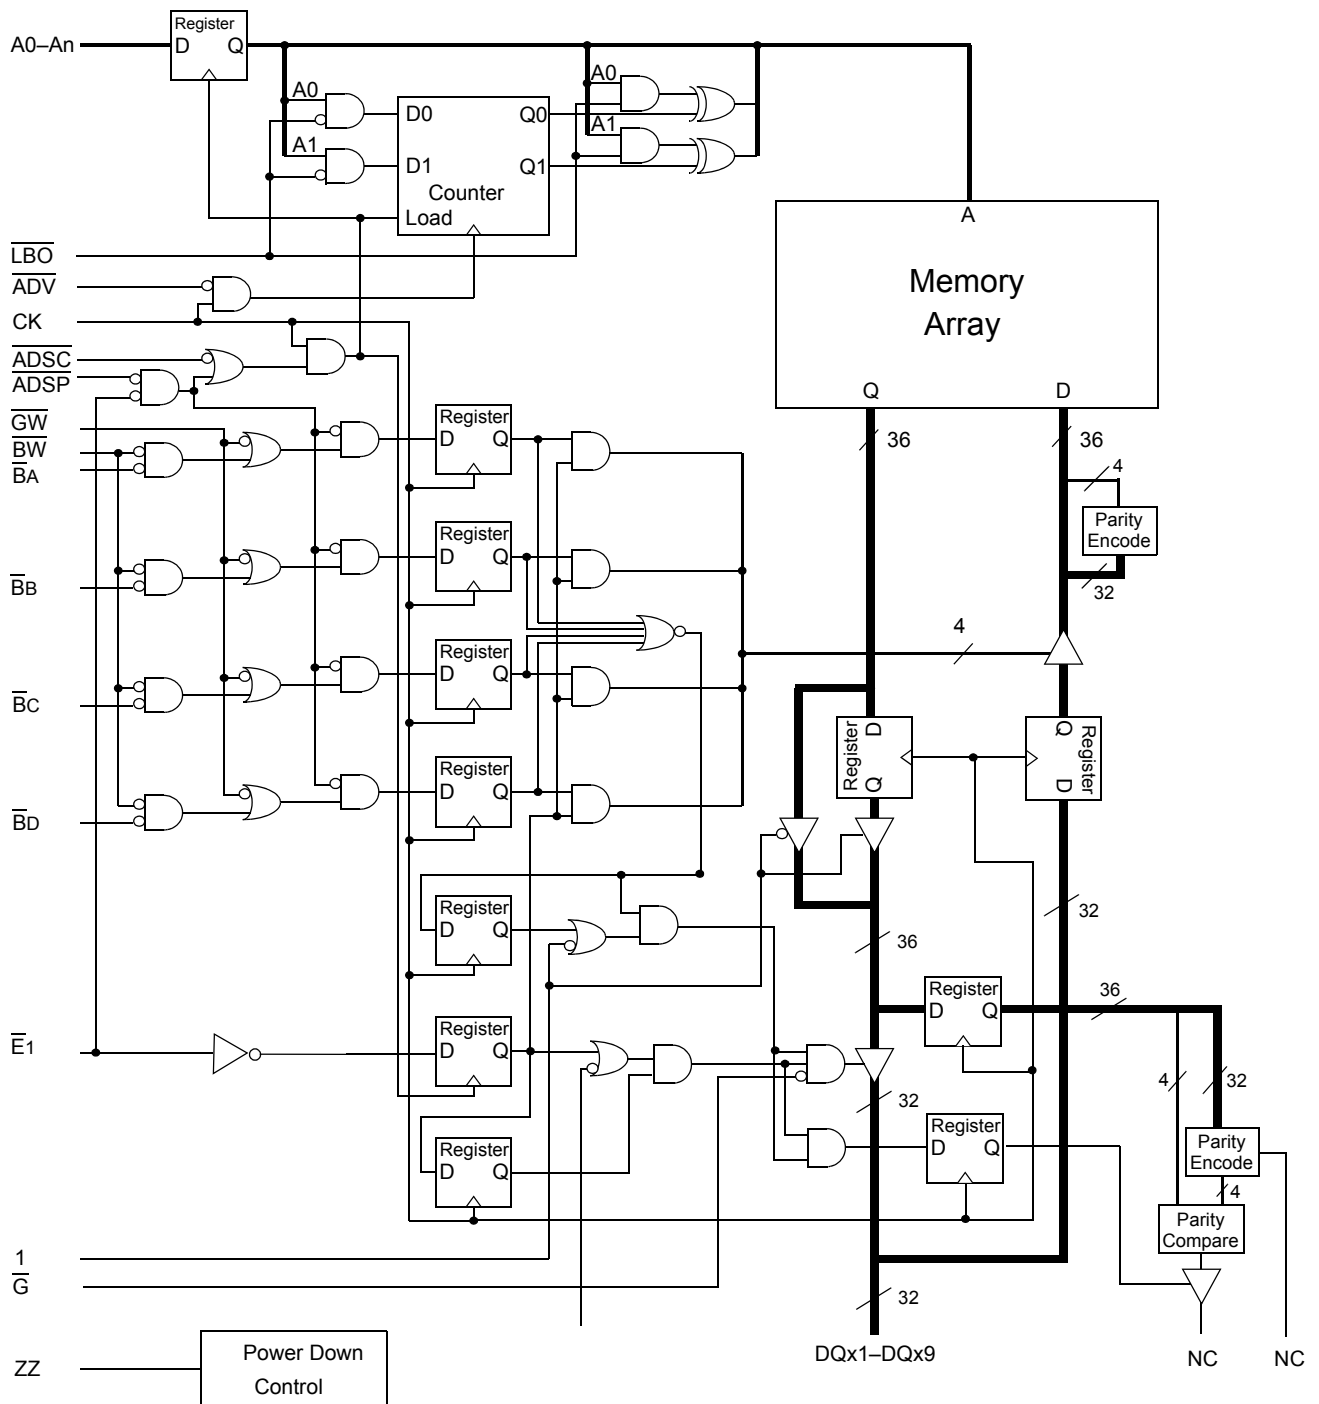 Register
A0–An
D Q
A0
A0
D0 Q0
A1
A1
D1 Q1
Counter
Load
A
LBO
Memory
Array
ADV
CK
ADSC
ADSP
Q D
GW
Register
D Q
36
36
BW
BA
4
Parity
Encode
Register
D Q
BB
32
4
Register
D Q
BC
Register
D
Q
Q
Register
D
Register
D Q
BD
Register
D Q
32
36
Register
D Q
36
Register
D Q
E1
4
32
32
Register
D Q
Parity
Encode
Register
D Q
4
Parity
Compare
1
G
32
DQx1–DQx9
NC
NC
ZZ
Power Down
Control